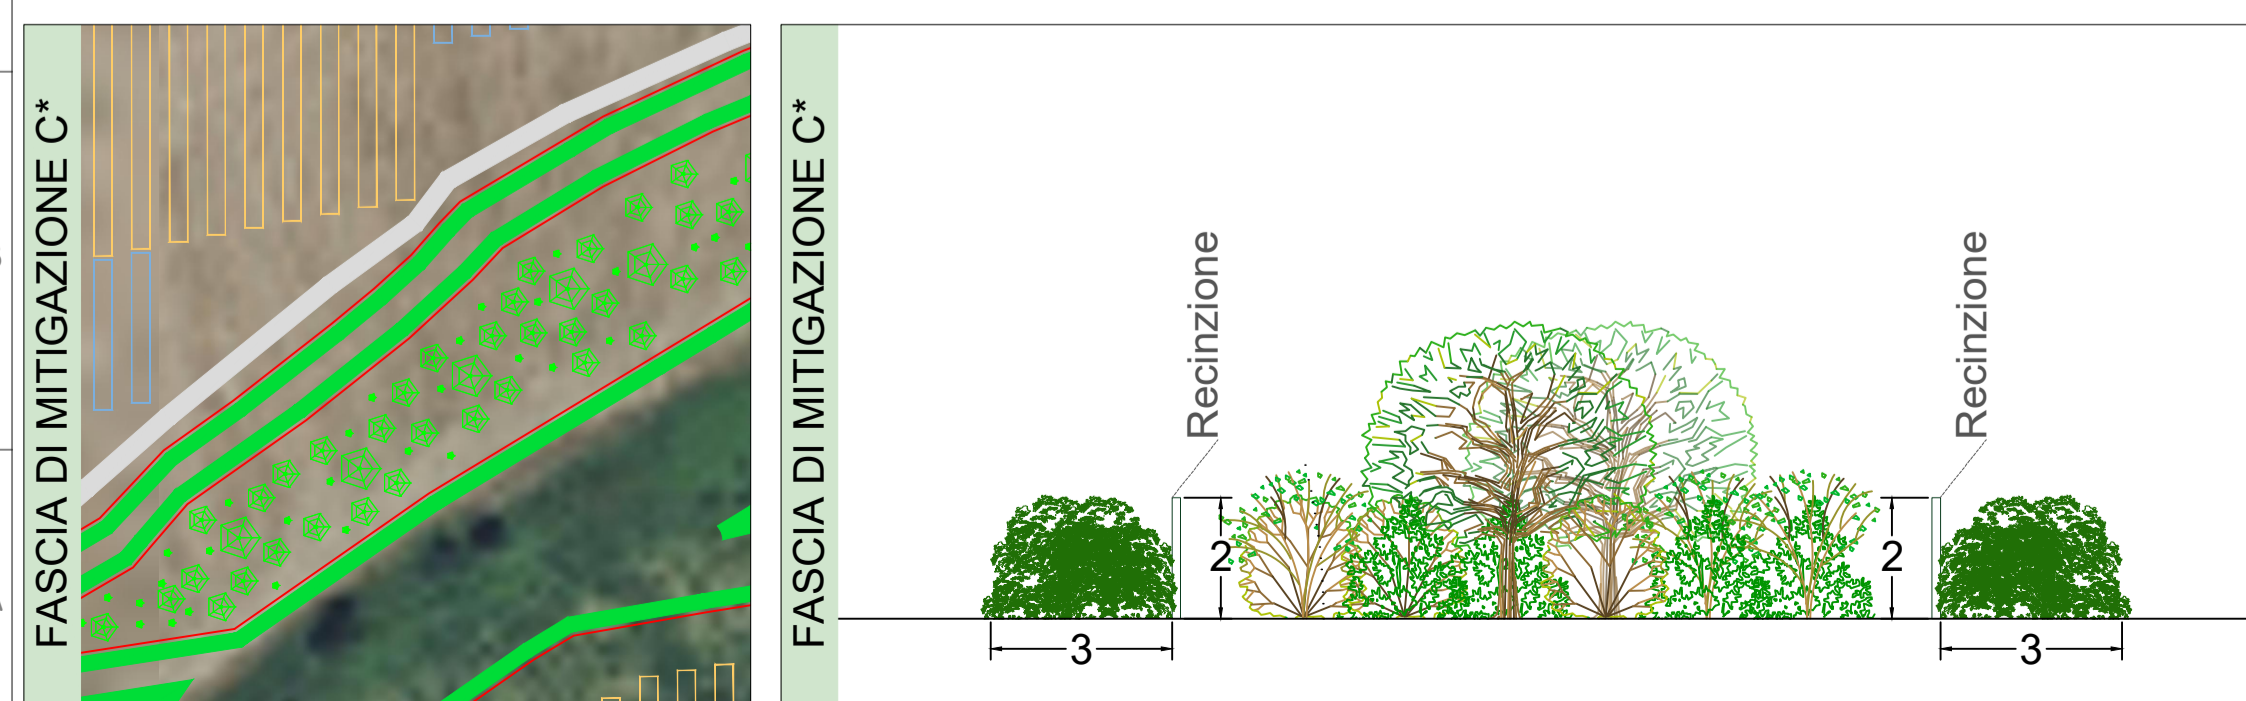 FASCIA DI MITIGAZIONE C*
FASCIA DI MITIGAZIONE C*
Recinzione
Recinzione
2
2
3
3